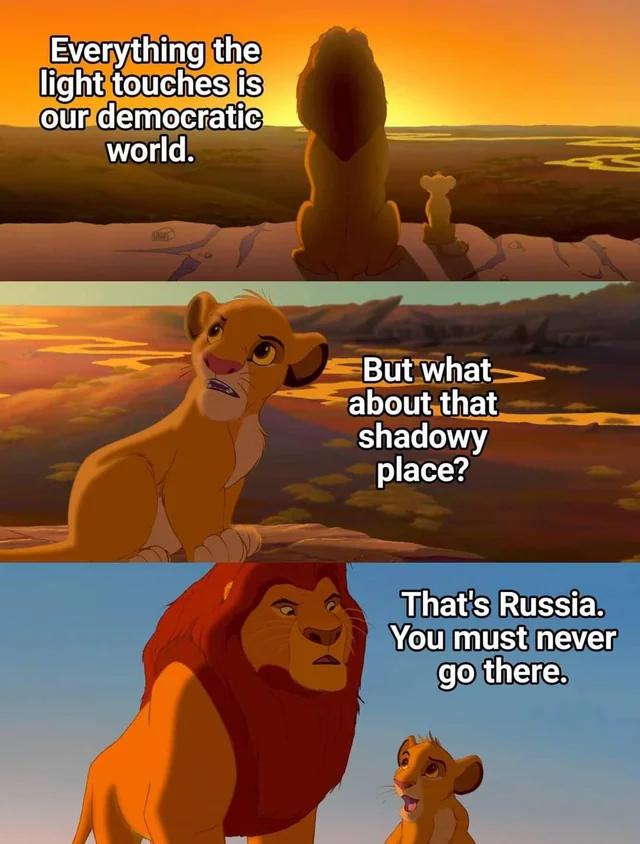 Everything the
light touches is
our democratic
world.
But what
about that
shadowy
place?
That's Russia.
You must never
go there.